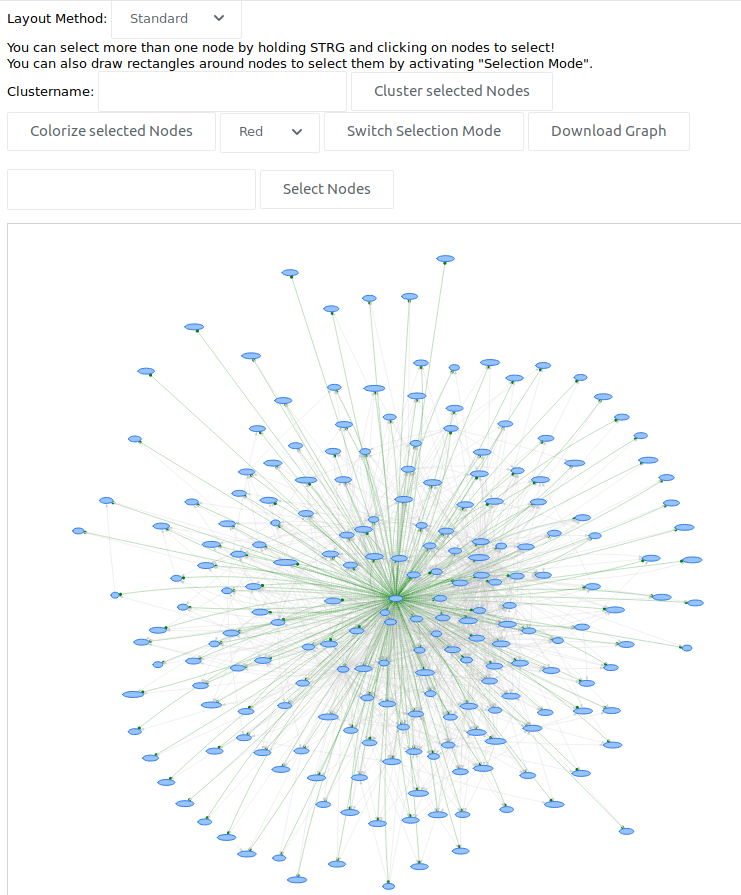 Layout Method: Standard
You can select more than one node by holding STRG and clicking on nodes to select!
You can also draw rectangles around nodes to select them by activating "Selection Mode".
Clustername: Cluster selected Nodes
Colorize selected Nodes Red Switch Selection Mode Download Graph
Select Nodes